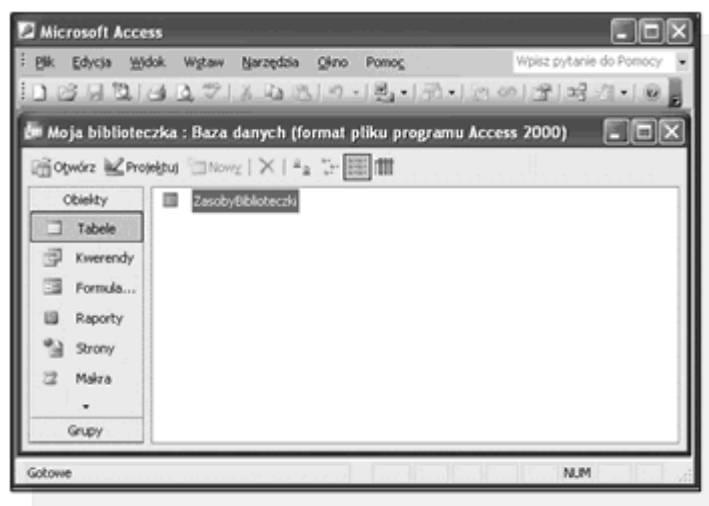 Microsoft Access
Plik Edycja Widok Wstaw Narzędzia Okno Pomoc Wpisz pytanie do Pomocy
Moja biblioteczka : Baza danych (format pliku programu Access 2000)
Otwórz Projektuj Nowy
Obiekty
ZasobyBiblioteczki
Tabele
Kwerendy
Formula...
Raporty
Strony
Makra
Grupy
Gotowe NUM